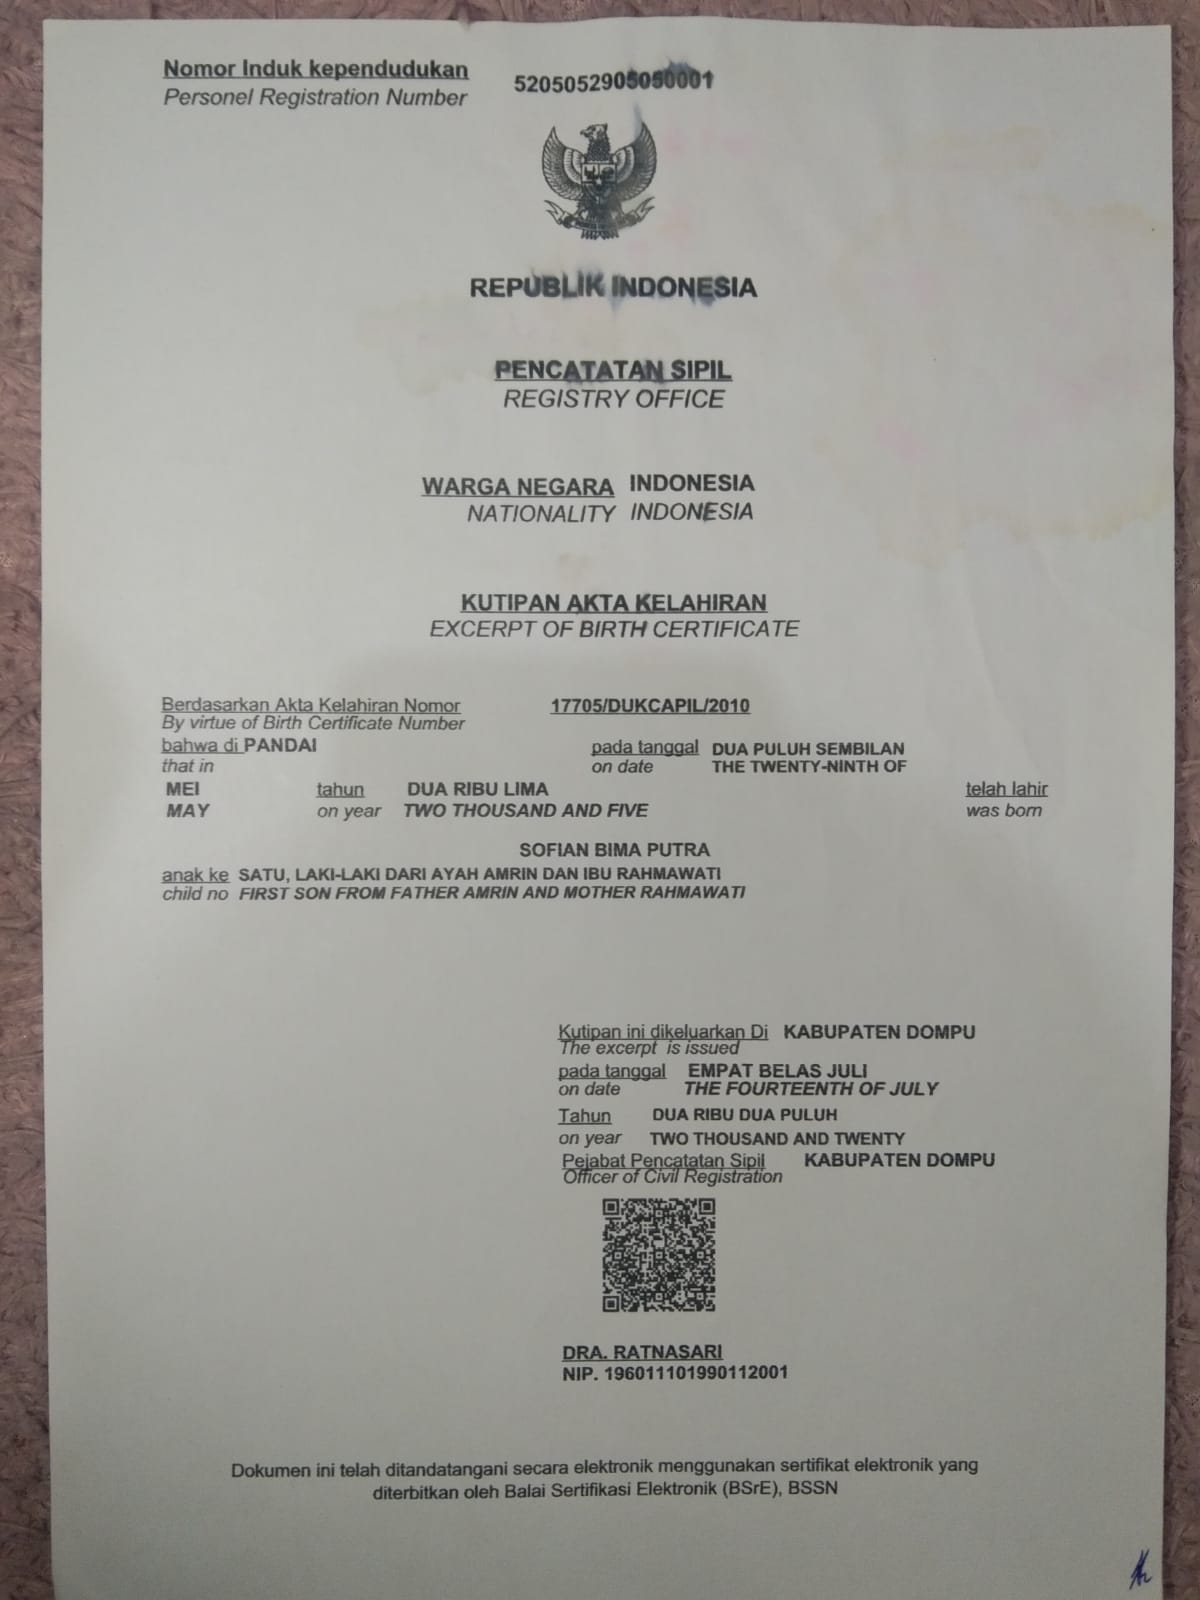 Nomor Induk kependudukan 5205052905050001
Personel Registration Number
REPUBLIK INDONESIA
PENCATATAN SIPIL
REGISTRY OFFICE
WARGA NEGARA INDONESIA
NATIONALITY INDONESIA
KUTIPAN AKTA KELAHIRAN
EXCERPT OF BIRTH CERTIFICATE
Berdasarkan Akta Kelahiran Nomor 17705/DUKCAPIL/2010
By virtue of Birth Certificate Number
bahwa di PANDAI pada tanggal DUA PULUH SEMBILAN
that in on date THE TWENTY-NINTH OF
MEI tahun DUA RIBU LIMA telah lahir
MAY on year TWO THOUSAND AND FIVE was born
SOFIAN BIMA PUTRA
anak ke SATU, LAKI-LAKI DARI AYAH AMRIN DAN IBU RAHMAWATI
child no FIRST SON FROM FATHER AMRIN AND MOTHER RAHMAWATI
Kutipan ini dikeluarkan Di KABUPATEN DOMPU
The excerpt is issued
pada tanggal EMPAT BELAS JULI
on date THE FOURTEENTH OF JULY
Tahun DUA RIBU DUA PULUH
on year TWO THOUSAND AND TWENTY
Pejabat Pencatatan Sipil KABUPATEN DOMPU
Officer of Civil Registration
DRA. RATNASARI
NIP. 196011101990112001
Dokumen ini telah ditandatangani secara elektronik menggunakan sertifikat elektronik yang
diterbitkan oleh Balai Sertifikasi Elektronik (BSrE), BSSN